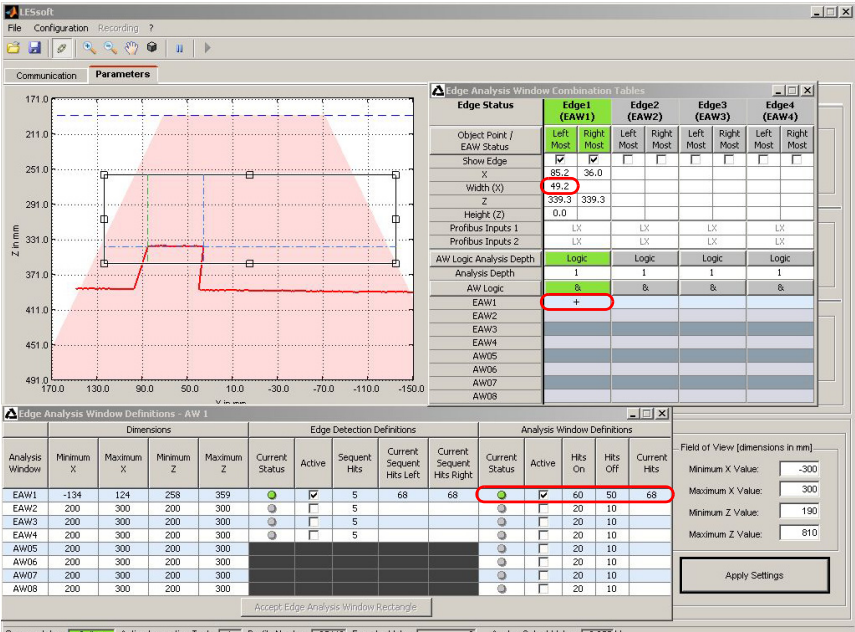 LESsoft
File Configuration Recording ?
Communication Parameters
171.0
211.0
251.0
291.0
331.0
371.0
411.0
451.0
491.0
Z in mm
170.0 130.0 90.0 50.0 10.0 -30.0 -70.0 -110.0 -150.0
Edge Analysis Window Combination Tables
Edge Status Edge1 (EAW1) Edge2 (EAW2) Edge3 (EAW3) Edge4 (EAW4)
Object Point / EAW Status Left Most Right Most Left Most Right Most Left Most Right Most Left Most Right Most
Show Edge
X 85.2 36.0
Width (X) 49.2
Z 339.3 339.3
Height (Z) 0.0
Profibus Inputs 1 LX LX LX LX
Profibus Inputs 2 LX LX LX LX
AW Logic Analysis Depth Logic Logic Logic Logic
Analysis Depth 1 1 1 1
AW Logic & & & &
EAW1 +
EAW2
EAW3
EAW4
AW05
AW06
AW07
AW08
Edge Analysis Window Definitions - AW 1
Dimensions Edge Detection Definitions Analysis Window Definitions
Analysis Window Minimum X Maximum X Minimum Z Maximum Z Current Status Active Sequent Hits Current Sequent Hits Left Current Sequent Hits Right Current Status Active Hits On Hits Off Current Hits
EAW1 -134 124 258 359 5 68 68 60 50 68
EAW2 200 300 200 300 5 20 10
EAW3 200 300 200 300 5 20 10
EAW4 200 300 200 300 5 20 10
AW05 200 300 200 300 20 10
AW06 200 300 200 300 20 10
AW07 200 300 200 300 20 10
AW08 200 300 200 300 20 10
Accept Edge Analysis Window Rectangle
Field of View [dimensions in mm]
Minimum X Value: -300
Maximum X Value: 300
Minimum Z Value: 190
Maximum Z Value: 810
Apply Settings